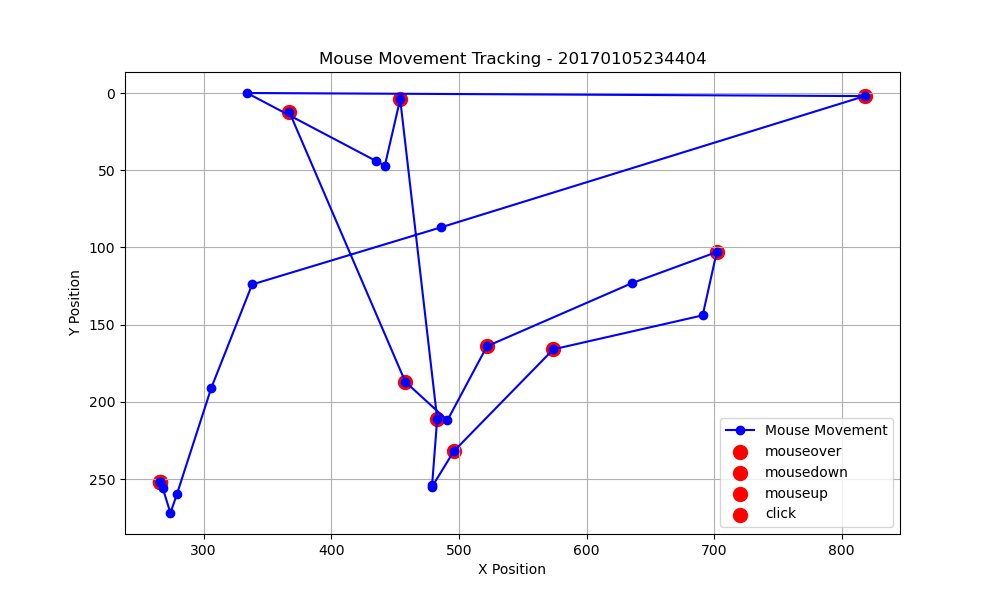 Mouse Movement Tracking - 20170105234404
0
50
100
150
200
250
Y Position
300
400
500
600
700
800
X Position
Mouse Movement
mouseover
mousedown
mouseup
click